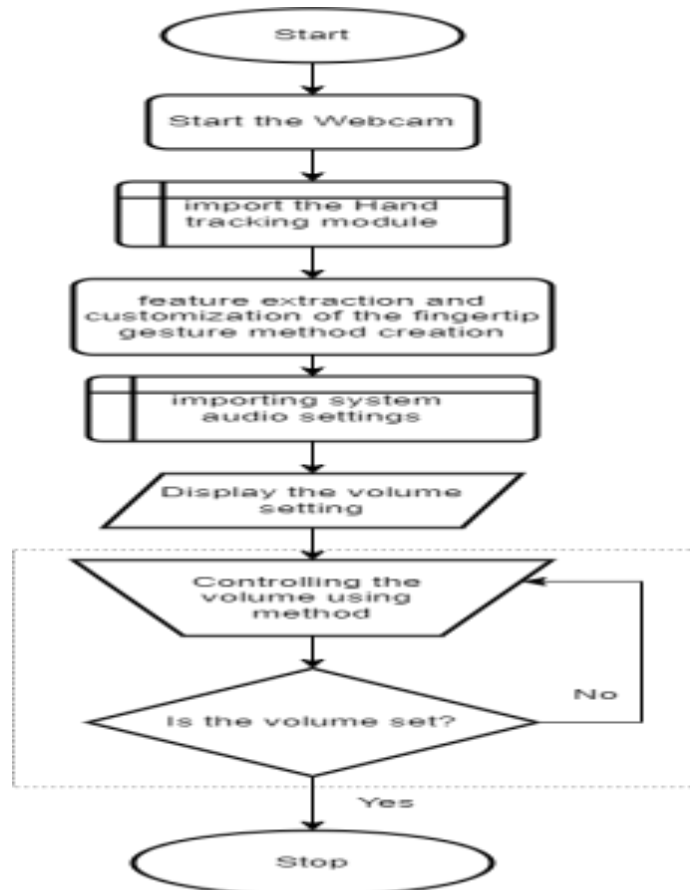 Start
Start the Webcam
import the Hand
tracking module
feature extraction and
customization of the fingertip
gesture method creation
importing system
audio settings
Display the volume
setting
Controlling the
volume using
method
Is the volume set?
No
Yes
Stop